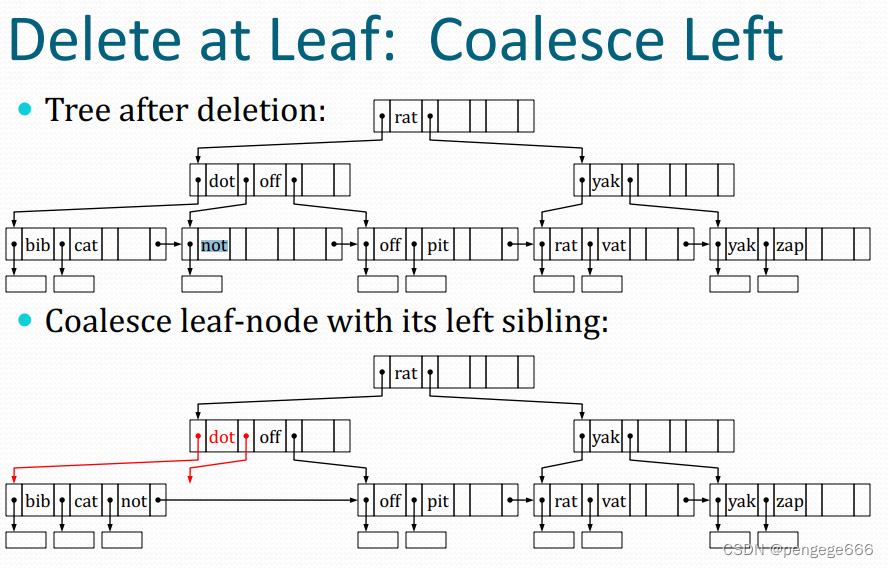 Delete at Leaf: Coalesce Left
• Tree after deletion:
rat
dot off yak
bib cat not off pit rat vat yak zap
• Coalesce leaf-node with its left sibling:
rat
dot off yak
bib cat not off pit rat vat yak zap
CSDN @pengege666